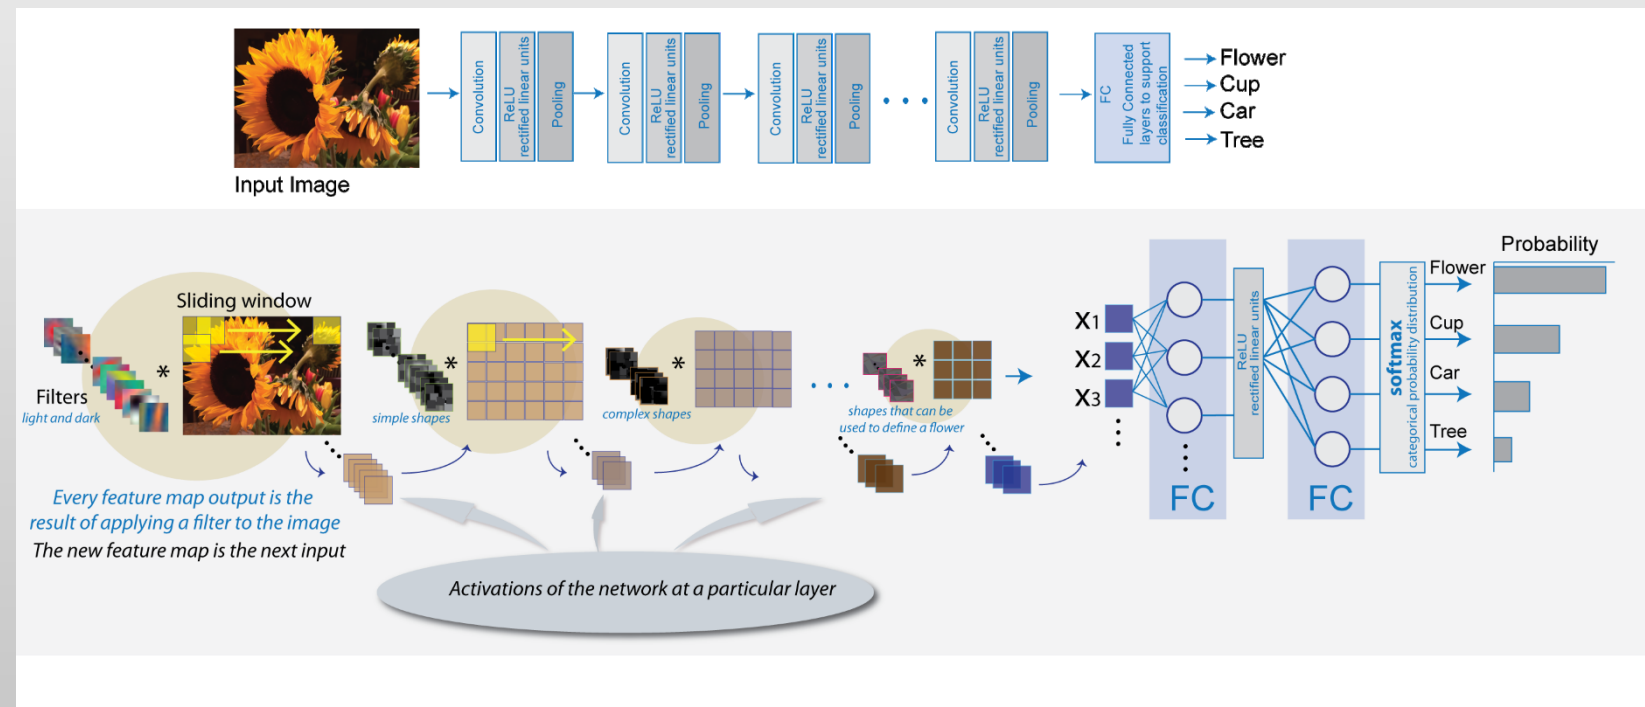 Input Image
Convolution
ReLU
rectified linear units
Pooling
Convolution
ReLU
rectified linear units
Pooling
Convolution
ReLU
rectified linear units
Pooling
Convolution
ReLU
rectified linear units
Pooling
FC
Fully Connected
layers to support
classification
Flower
Cup
Car
Tree
Sliding window
*
Filters
light and dark
*
simple shapes
*
complex shapes
*
shapes that can be
used to define a flower
Every feature map output is the
result of applying a filter to the image
The new feature map is the next input
Activations of the network at a particular layer
X1
X2
X3
FC
ReLU
rectified linear units
FC
softmax
categorical probability distribution
Flower
Cup
Car
Tree
Probability